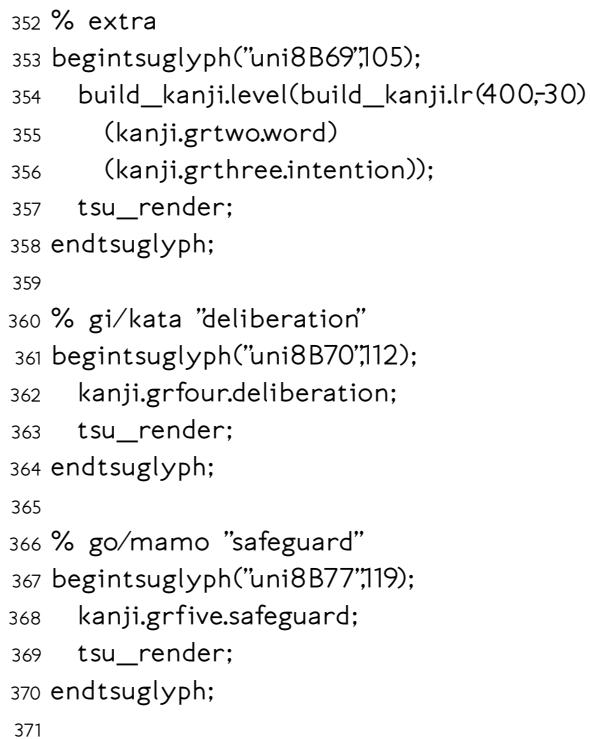 352 % extra
353 begintsuglyph("uni8B69",105);
354 build_kanji.level(build_kanji.lr(400,-30)
355 (kanji.grtwo.word)
356 (kanji.grthree.intention));
357 tsu_render;
358 endtsuglyph;
359
360 % gi/kata "deliberation"
361 begintsuglyph("uni8B70",112);
362 kanji.grfour.deliberation;
363 tsu_render;
364 endtsuglyph;
365
366 % go/mamo "safeguard"
367 begintsuglyph("uni8B77",119);
368 kanji.grfive.safeguard;
369 tsu_render;
370 endtsuglyph;
371